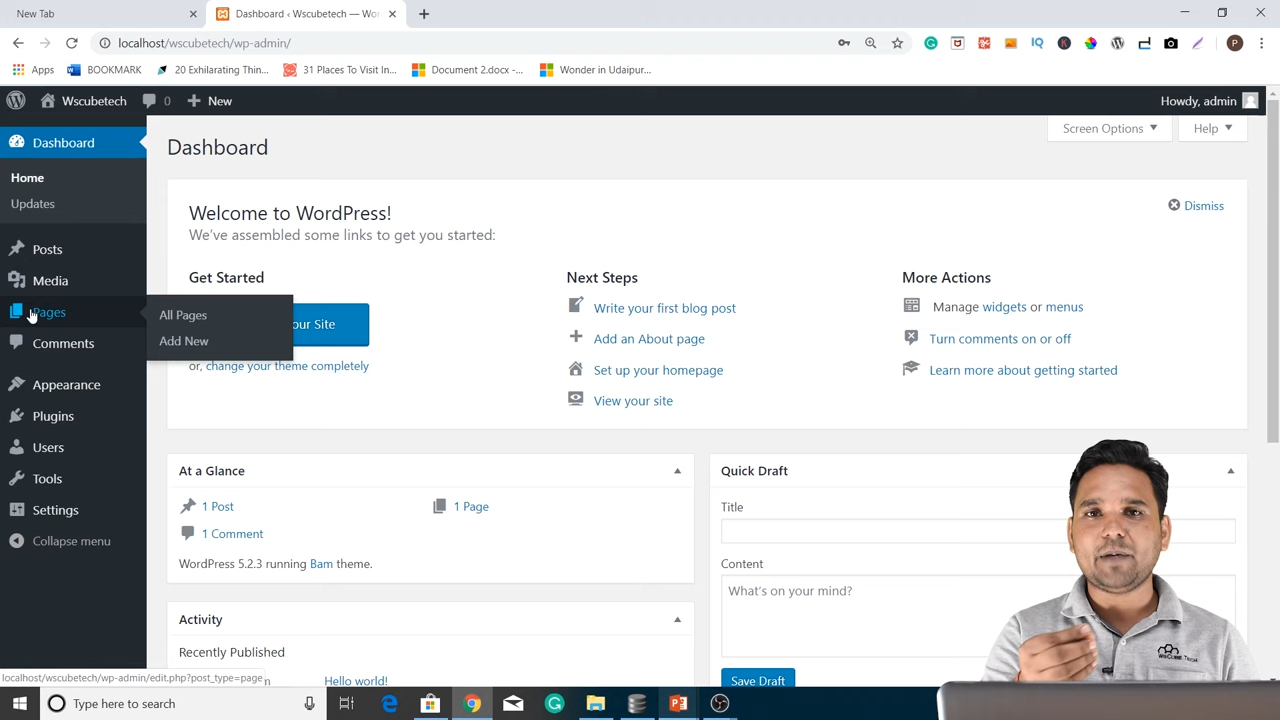 New Tab
Dashboard ‹ Wscubetech — Wo
localhost/wscubetech/wp-admin/
Apps
BOOKMARK
20 Exhilarating Thin...
31 Places To Visit In...
Document 2.docx -...
Wonder in Udaipur...
Wscubetech
0
New
Howdy, admin
Dashboard
Home
Updates
Posts
Media
Pages
All Pages
Add New
Comments
Appearance
Plugins
Users
Tools
Settings
Collapse menu
Dashboard
Screen Options
Help
Welcome to WordPress!
Dismiss
We've assembled some links to get you started:
Get Started
our Site
or, change your theme completely
Next Steps
Write your first blog post
Add an About page
Set up your homepage
View your site
More Actions
Manage widgets or menus
Turn comments on or off
Learn more about getting started
At a Glance
1 Post
1 Page
1 Comment
WordPress 5.2.3 running Bam theme.
Activity
Recently Published
Hello world!
Quick Draft
Title
Content
What's on your mind?
Save Draft
WsCube Tech
localhost/wscubetech/wp-admin/edit.php?post_type=page
Type here to search